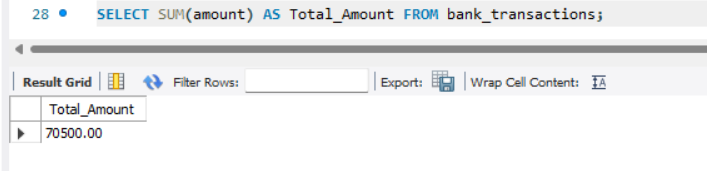 28 SELECT SUM(amount) AS Total_Amount FROM bank_transactions;
Result Grid Filter Rows: Export: Wrap Cell Content: IA
Total_Amount
70500.00